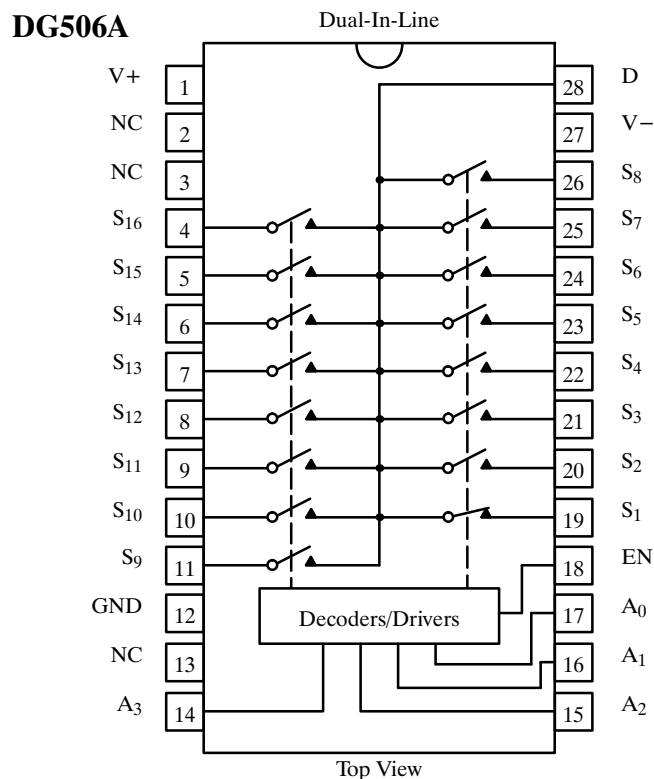 DG506A
Dual-In-Line
V+ 1 28 D
NC 2 27 V−
NC 3 26 S8
S16 4 25 S7
S15 5 24 S6
S14 6 23 S5
S13 7 22 S4
S12 8 21 S3
S11 9 20 S2
S10 10 19 S1
S9 11 18 EN
GND 12 Decoders/Drivers 17 A0
NC 13 16 A1
A3 14 15 A2
Top View